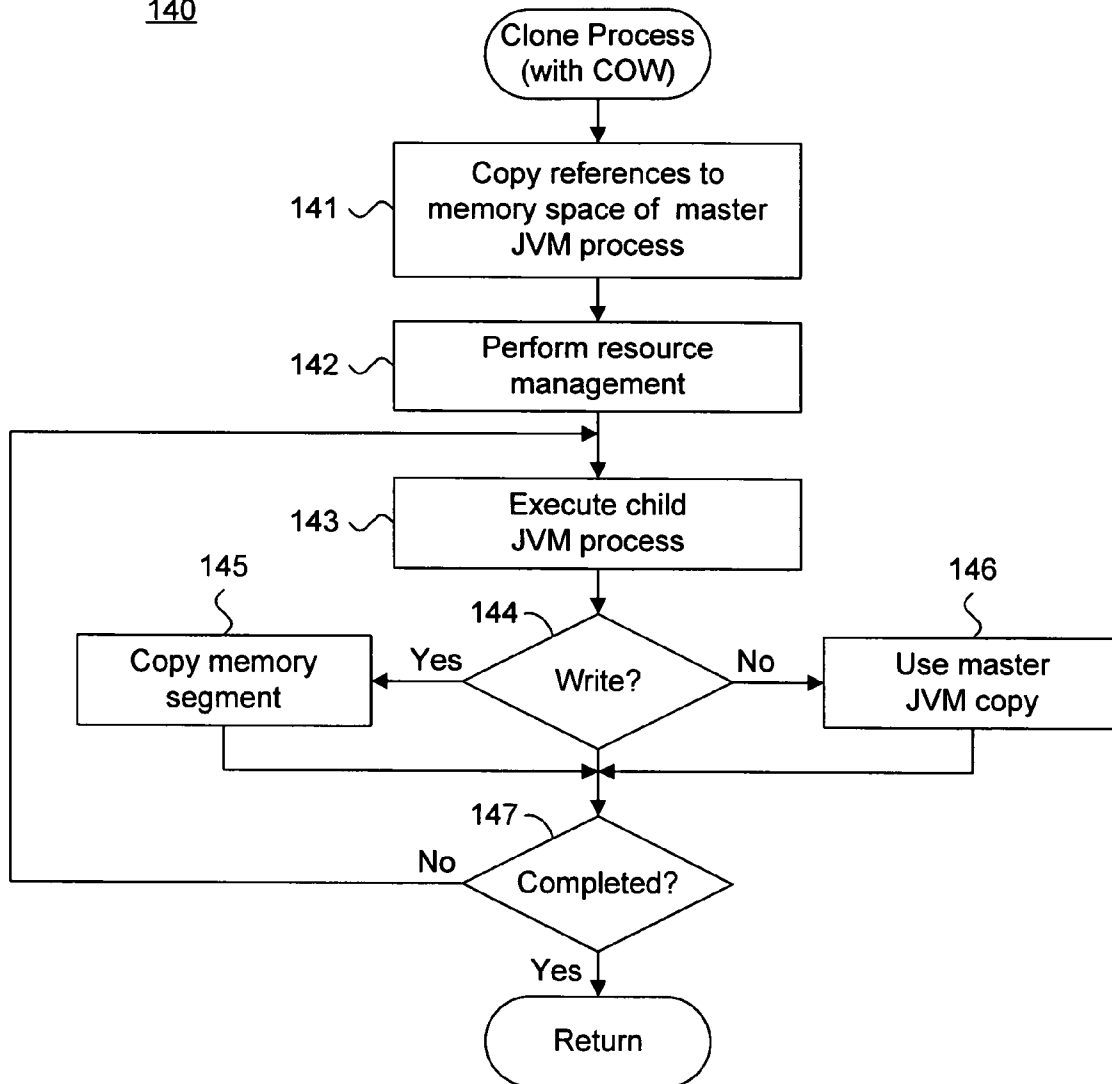 140
Clone Process
(with COW)
141
Copy references to
memory space of master
JVM process
142
Perform resource
management
143
Execute child
JVM process
145
146
144
Copy memory
segment
Yes
Write?
No
Use master
JVM copy
147
No
Completed?
Yes
Return